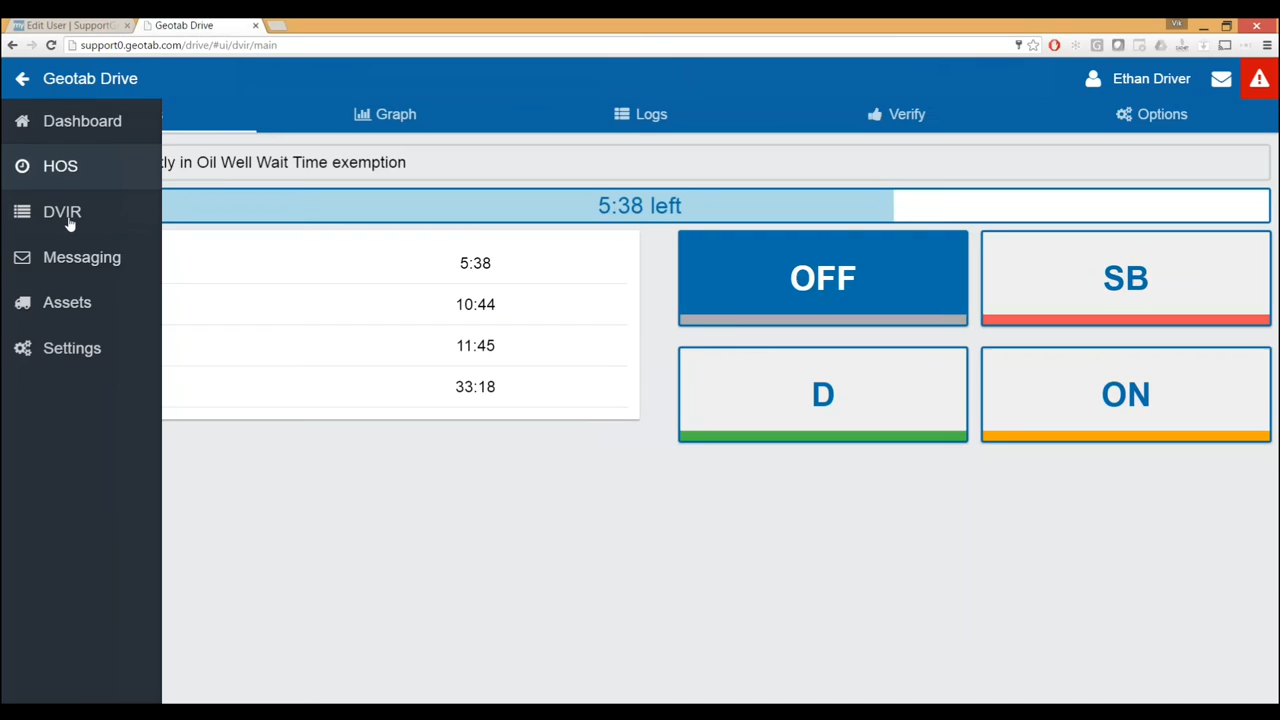 Edit User | SupportG
Geotab Drive
Vik
support0.geotab.com/drive/#ui/dvir/main
Geotab Drive
Ethan Driver
Dashboard
Graph
Logs
Verify
Options
HOS
in Oil Well Wait Time exemption
DVIR
5:38 left
Messaging
5:38
OFF
SB
Assets
10:44
Settings
11:45
33:18
D
ON